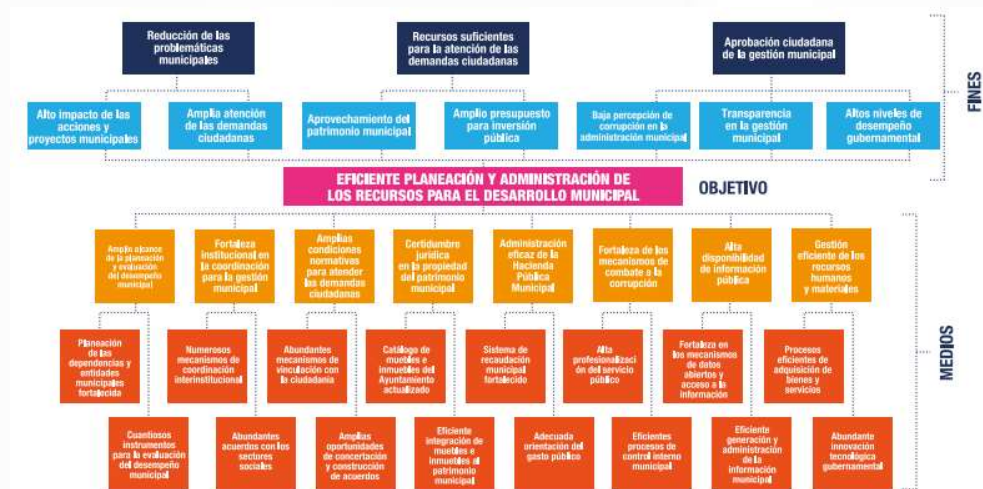 Reducción de las
problemáticas
municipales
Recursos suficientes
para la atención de las
demandas ciudadanas
Aprobación ciudadana
de la gestión municipal
FINES
Alto impacto de las
acciones y
proyectos municipales
Amplia atención
de las demandas
ciudadanas
Aprovechamiento del
patrimonio municipal
Amplio presupuesto
para inversión
pública
Baja percepción de
corrupción en la
administración municipal
Transparencia
en la gestión
municipal
Altos niveles de
desempeño
gubernamental
EFICIENTE PLANEACIÓN Y ADMINISTRACIÓN DE
LOS RECURSOS PARA EL DESARROLLO MUNICIPAL
OBJETIVO
Amplio alcance
de la planeación
y evaluación
del desempeño
municipal
Fortaleza
Institucional en
la coordinación
para la gestión
municipal
Amplias
condiciones
normativas
para atender
las demandas
ciudadanas
Certidumbre
jurídica
en la propiedad
del patrimonio
municipal
Administración
eficaz de la
Hacienda
Pública
Municipal
Fortaleza de los
mecanismos de
combate a la
corrupción
Alta
disponibilidad
de información
pública
Gestión
eficiente de los
recursos
humanos
y materiales
MEDIOS
Planeación
de las
dependencias y
entidades
municipales
fortalecida
Numerosos
mecanismos de
coordinación
interinstitucional
Abundantes
mecanismos de
vinculación con
la ciudadanía
Catálogo de
muebles e
inmuebles del
Ayuntamiento
actualizado
Sistema de
recaudación
municipal
fortalecido
Alta
profesionalizaci
ón del servicio
público
Fortaleza en
los mecanismos
de datos
abiertos y
acceso a la
información
Procesos
eficientes de
adquisición de
bienes y
servicios
Cuantiosos
instrumentos
para la evaluación
del desempeño
municipal
Abundantes
acuerdos con los
sectores
sociales
Amplias
oportunidades
de concertación
y construcción
de acuerdos
Eficiente
integración de
muebles e
inmuebles al
patrimonio
municipal
Adecuada
orientación del
gasto público
Eficientes
procesos de
control interno
municipal
Eficiente
generación y
administración
de la
información
municipal
Abundante
innovación
tecnológica
gubernamental